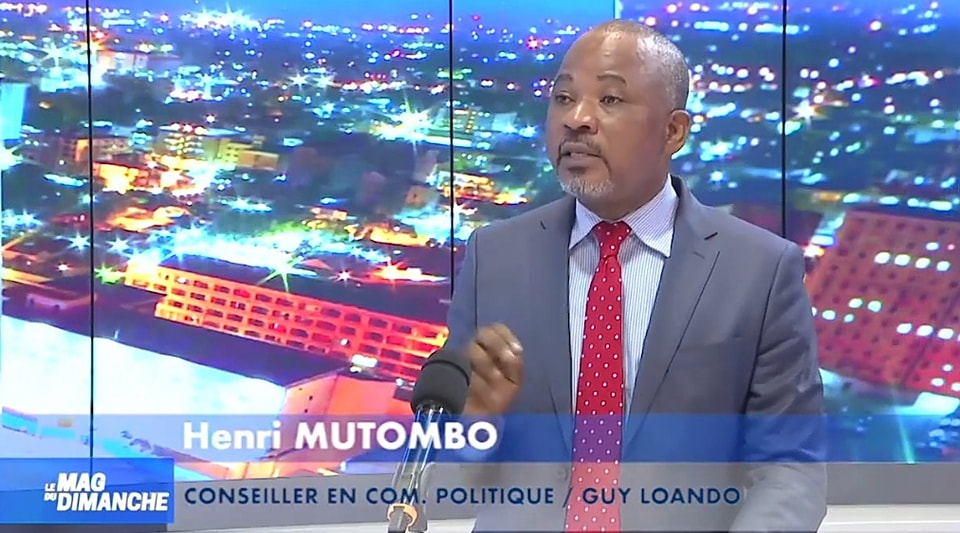 Henri MUTOMBO
LE MAG
DU DIMANCHE
CONSEILLER EN COM. POLITIQUE / GUY LOANDO